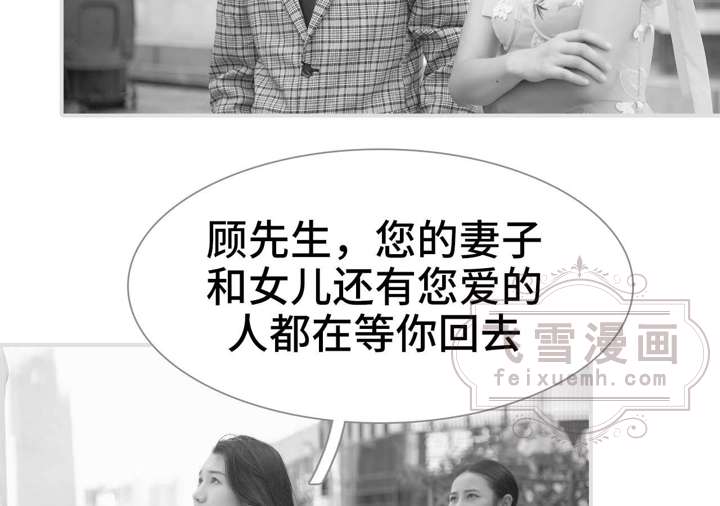 顾先生，您的妻子
和女儿还有您爱的
人都在等你回去
飞雪漫画
feixuemh.com